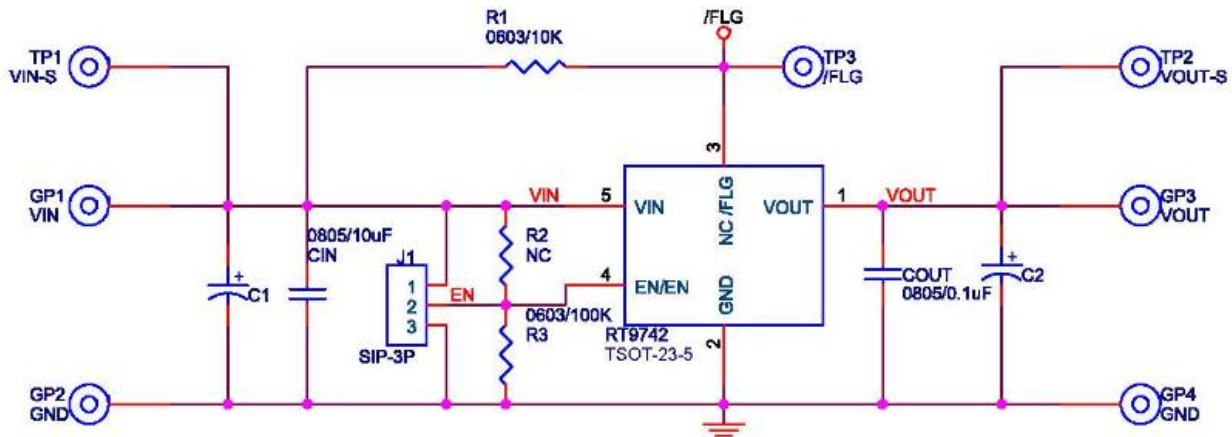 R1
0603/10K
/FLG
TP1
VIN-S
TP3
/FLG
TP2
VOUT-S
3
GP1
VIN
VIN
5
VIN
NC /FLG
VOUT
1
VOUT
GP3
VOUT
0805/10uF
CIN
R2
NC
J1
1
2
3
EN
4
EN/EN
GND
+
C1
COUT
0805/0.1uF
+
C2
0603/100K
R3
SIP-3P
RT9742
TSOT-23-5
2
GP2
GND
GP4
GND